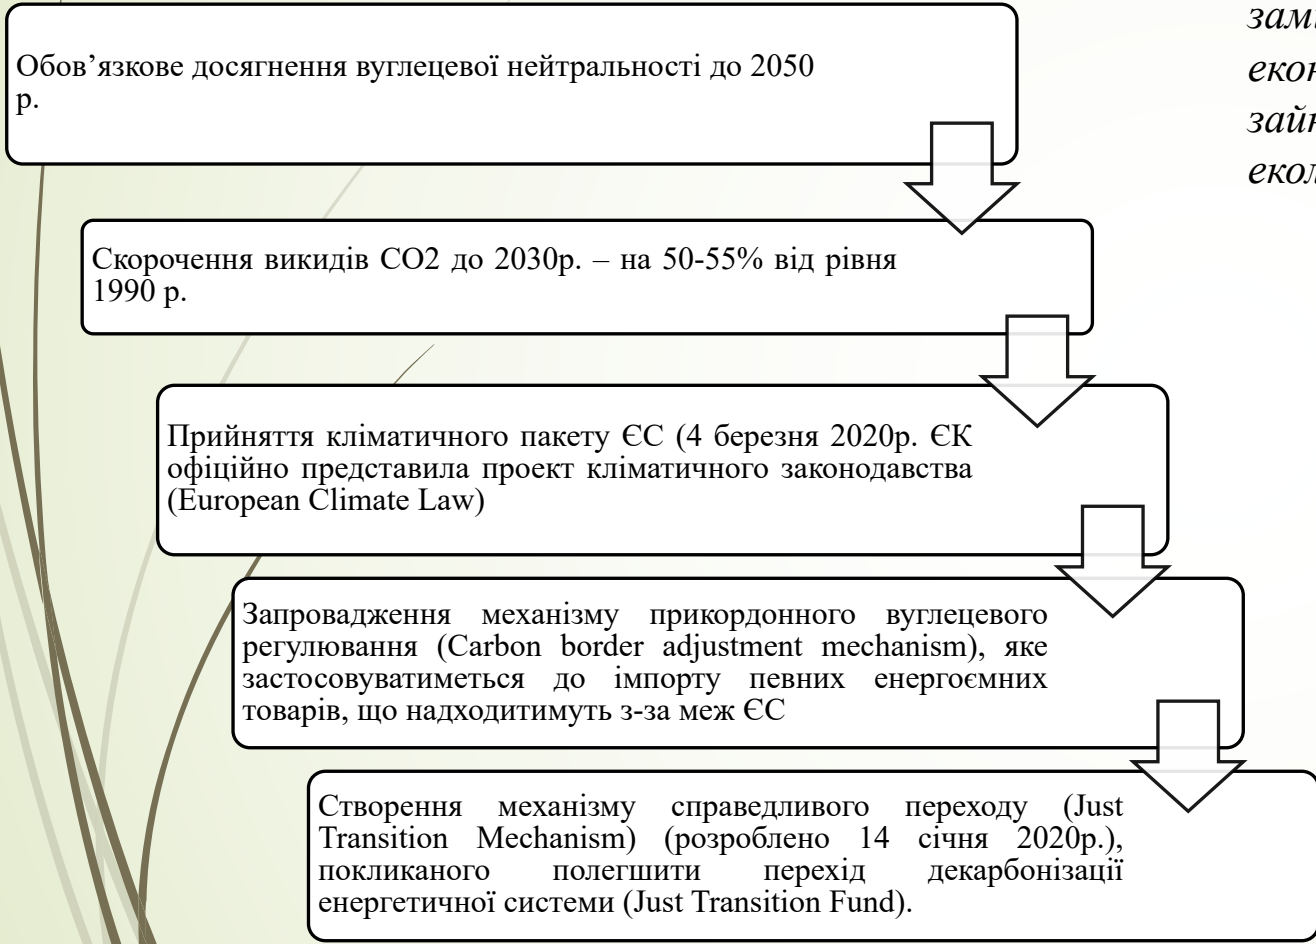 Обов’язкове досягнення вуглецевої нейтральності до 2050
р.
Скорочення викидів СО2 до 2030р. – на 50-55% від рівня
1990 р.
Прийняття кліматичного пакету ЄС (4 березня 2020р. ЄК
офіційно представила проект кліматичного законодавства
(European Climate Law)
Запровадження механізму прикордонного вуглецевого
регулювання (Carbon border adjustment mechanism), яке
застосовуватиметься до імпорту певних енергоємних
товарів, що надходитимуть з-за меж ЄС
Створення механізму справедливого переходу (Just
Transition Mechanism) (розроблено 14 січня 2020р.),
покликаного полегшити перехід декарбонізації
енергетичної системи (Just Transition Fund).